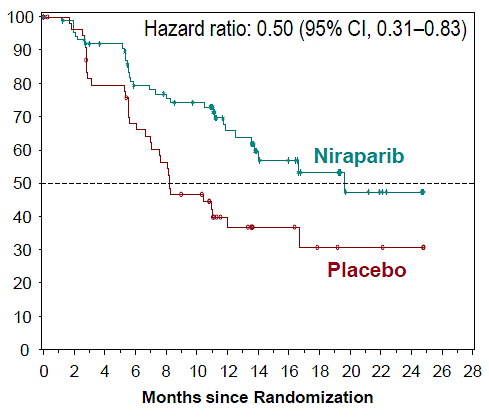 Hazard ratio: 0.50 (95% CI, 0.31–0.83)
100
90
80
70
60
50
40
30
20
10
0
Niraparib
Placebo
0 2 4 6 8 10 12 14 16 18 20 22 24 26 28
Months since Randomization